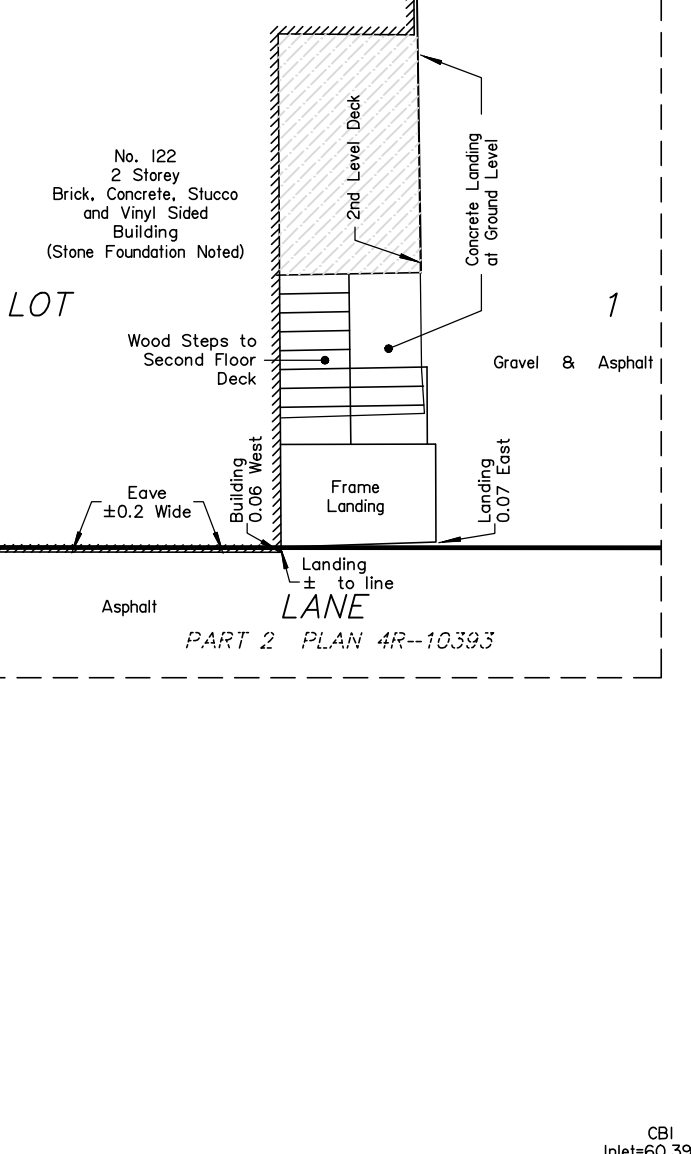 No. 122
2 Storey
Brick, Concrete, Stucco
and Vinyl Sided
Building
(Stone Foundation Noted)
2nd Level Deck
Concrete Landing
at Ground Level
LOT
1
Wood Steps to
Second Floor
Deck
Gravel & Asphalt
Building
0.06 West
Eave
±0.2 Wide
Frame
Landing
Landing
0.07 East
Landing
± to line
Asphalt
LANE
PART 2 PLAN 4R--10393
CBI
Inlet=60.39